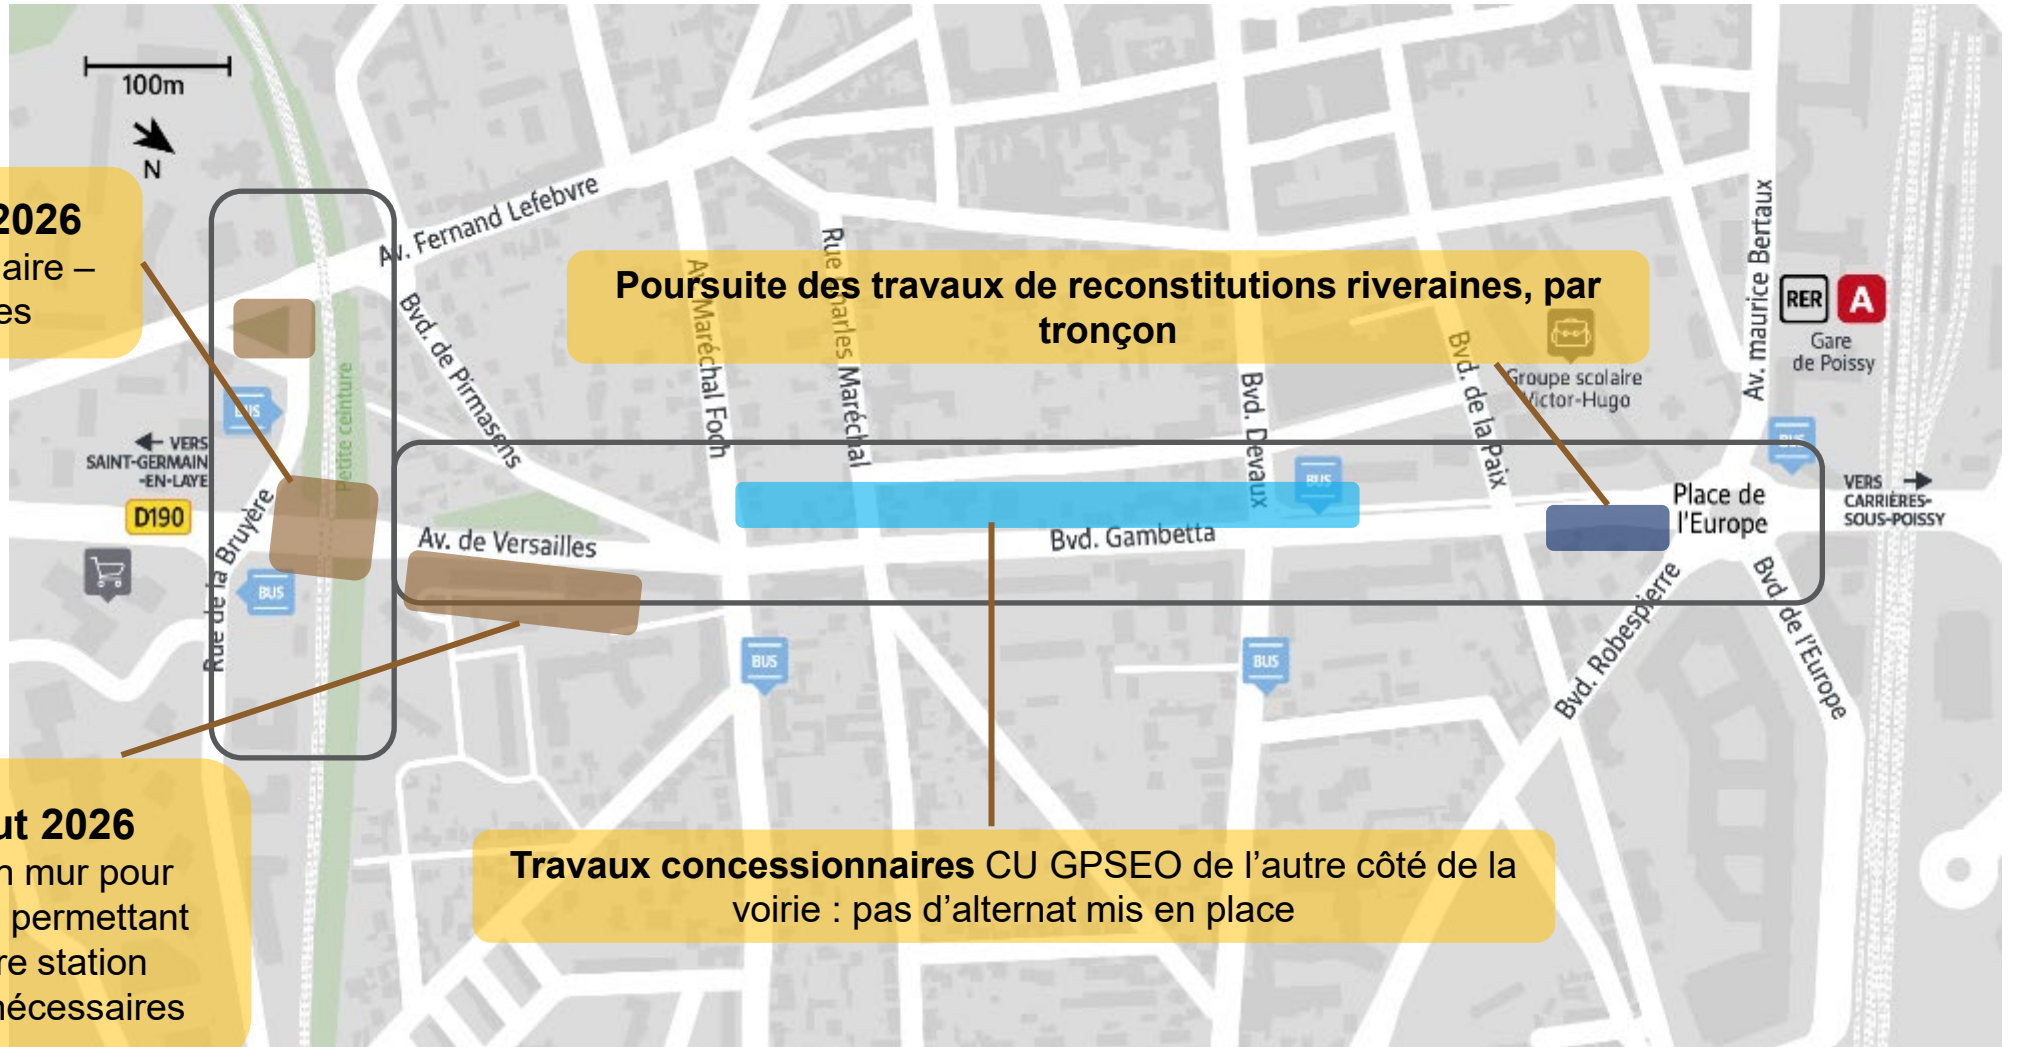 100m
N
2026
aire –
es
Av. Fernand Lefebvre
Poursuite des travaux de reconstitutions riveraines, par
tronçon
Av. Maréchal Foch
Rue Charles Maréchal
Bvd. de Pirmasens
Petite ceinture
Bvd. Devaux
Bvd. de la Paix
Groupe scolaire
Victor-Hugo
Av. maurice Bertaux
RER A
Gare
de Poissy
BUS
BUS
BUS
← VERS
SAINT-GERMAIN
-EN-LAYE
D190
Rue de la Bruyère
BUS
Av. de Versailles
Bvd. Gambetta
Place de
l'Europe
VERS →
CARRIÈRES-
SOUS-POISSY
BUS
BUS
Bvd. Robespierre
Bvd. de l'Europe
ut 2026
n mur pour
permettant
re station
nécessaires
Travaux concessionnaires CU GPSEO de l’autre côté de la
voirie : pas d’alternat mis en place